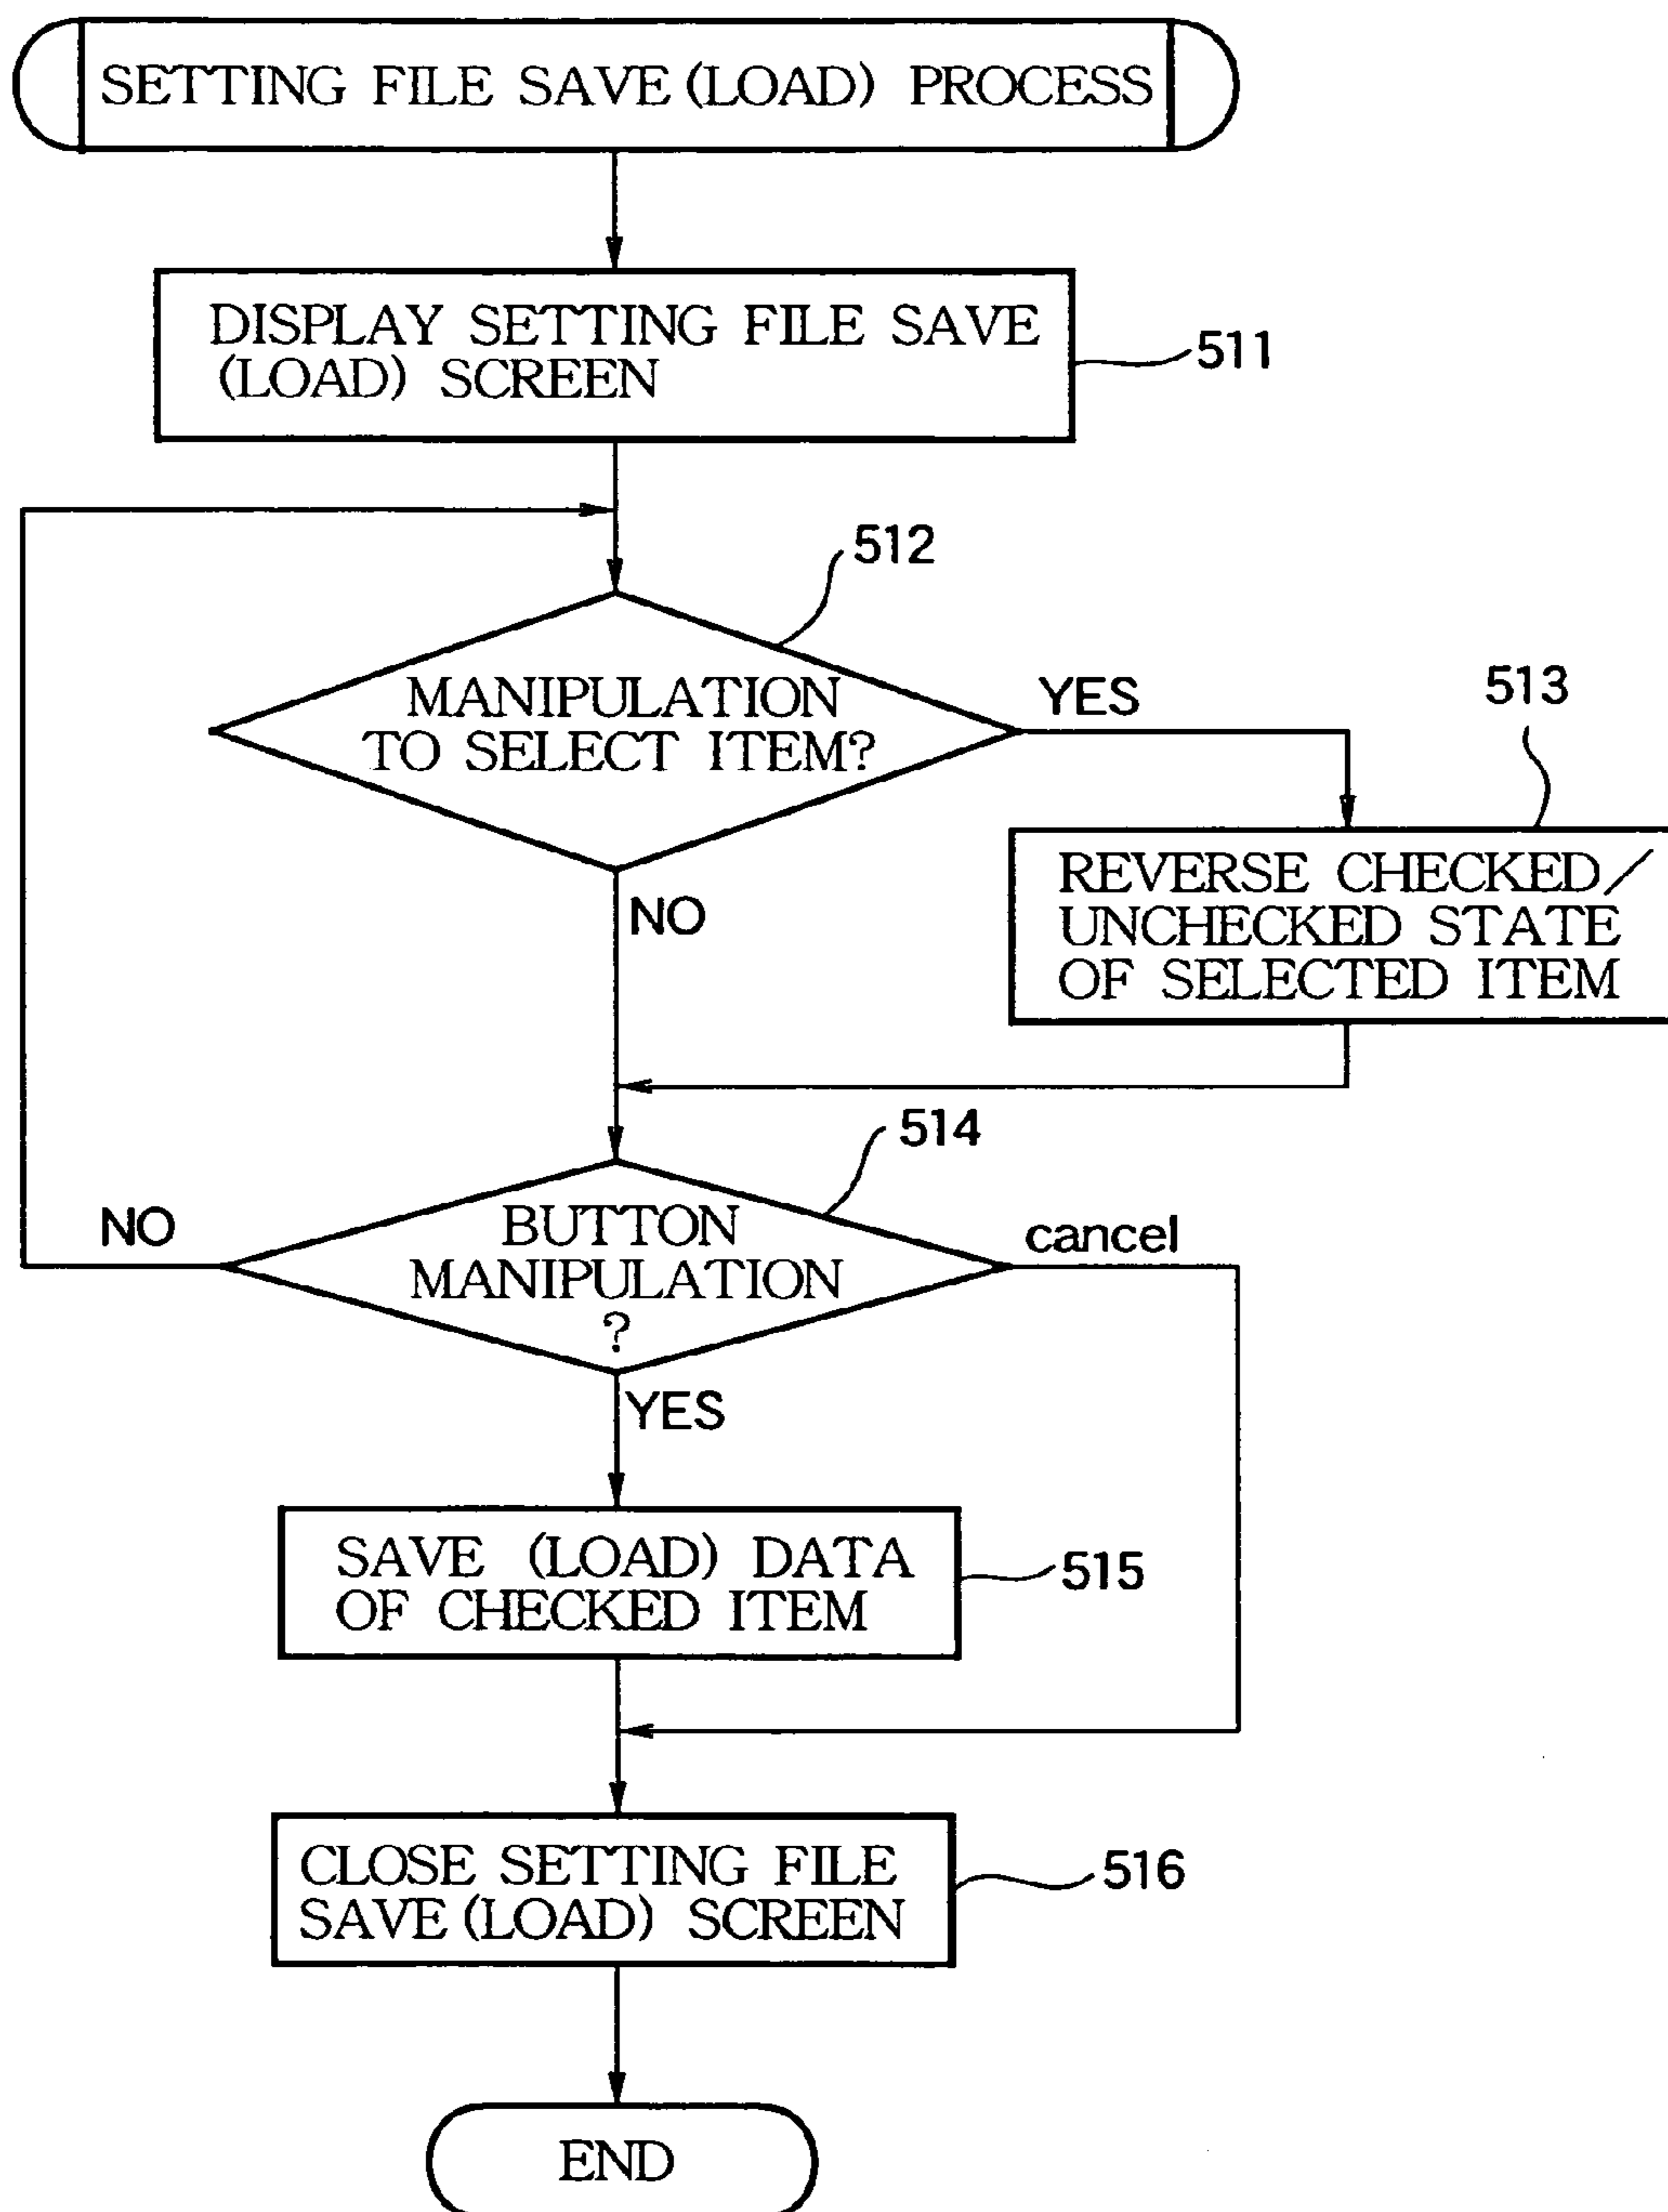 SETTING FILE SAVE (LOAD) PROCESS
DISPLAY SETTING FILE SAVE
(LOAD) SCREEN
511
512
MANIPULATION
TO SELECT ITEM?
YES
513
REVERSE CHECKED/
UNCHECKED STATE
OF SELECTED ITEM
NO
514
NO
BUTTON
MANIPULATION
?
cancel
YES
SAVE (LOAD) DATA
OF CHECKED ITEM
515
CLOSE SETTING FILE
SAVE (LOAD) SCREEN
516
END